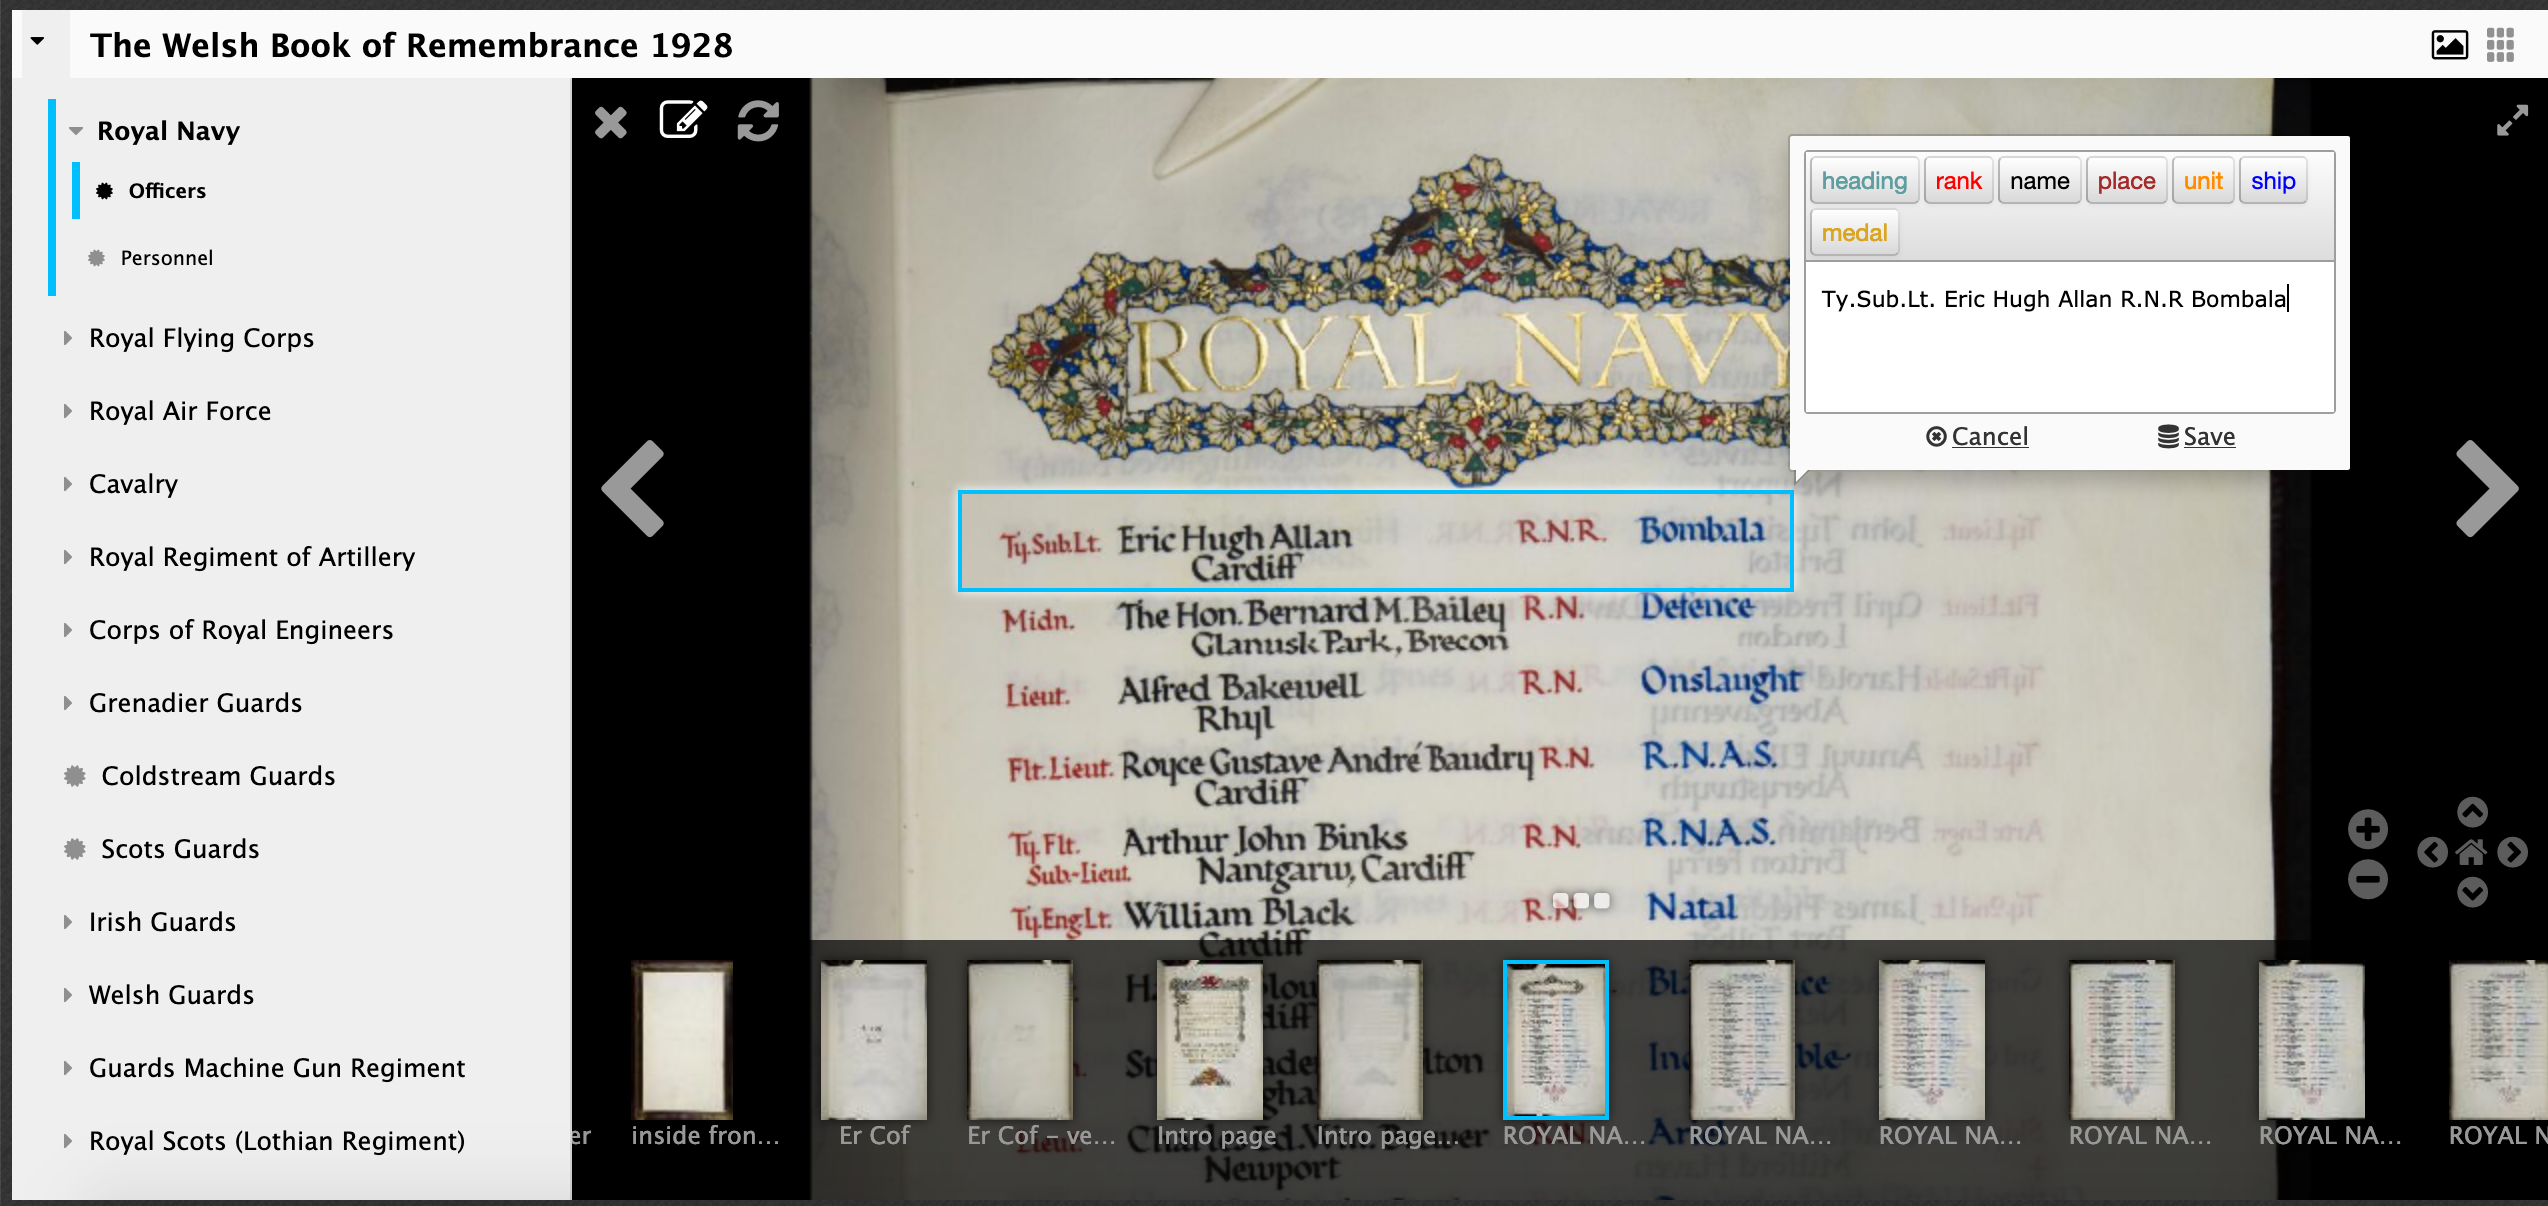 The Welsh Book of Remembrance 1928
Royal Navy
Officers
Personnel
Royal Flying Corps
Royal Air Force
Cavalry
Royal Regiment of Artillery
Corps of Royal Engineers
Grenadier Guards
Coldstream Guards
Scots Guards
Irish Guards
Welsh Guards
Guards Machine Gun Regiment
Royal Scots (Lothian Regiment)
heading rank name place unit ship
medal
Ty.Sub.Lt. Eric Hugh Allan R.N.R Bombala
Cancel Save
ROYAL NAVY
Ty.Sub.Lt. Eric Hugh Allan R.N.R. Bombala
Cardiff
Midn. The Hon. Bernard M. Bailey R.N. Defence
Glanusk Park, Brecon
Lieut. Alfred Bakewell R.N. Onslaught
Rhyl
Flt.Lieut. Royce Gustave André Baudry R.N. R.N.A.S.
Cardiff
Ty. Flt. Arthur John Binks R.N. R.N.A.S.
Sub-Lieut. Nantgarw, Cardiff
Ty.Eng.Lt. William Black R.N. Natal
Cardiff
Lieut. Charles Ed. Wm. Brewer
Newport
er inside fron... Er Cof Er Cof - ve... Intro page Intro page... ROYAL NA... ROYAL NA... ROYAL NA... ROYAL NA... ROYAL NA... ROYAL N